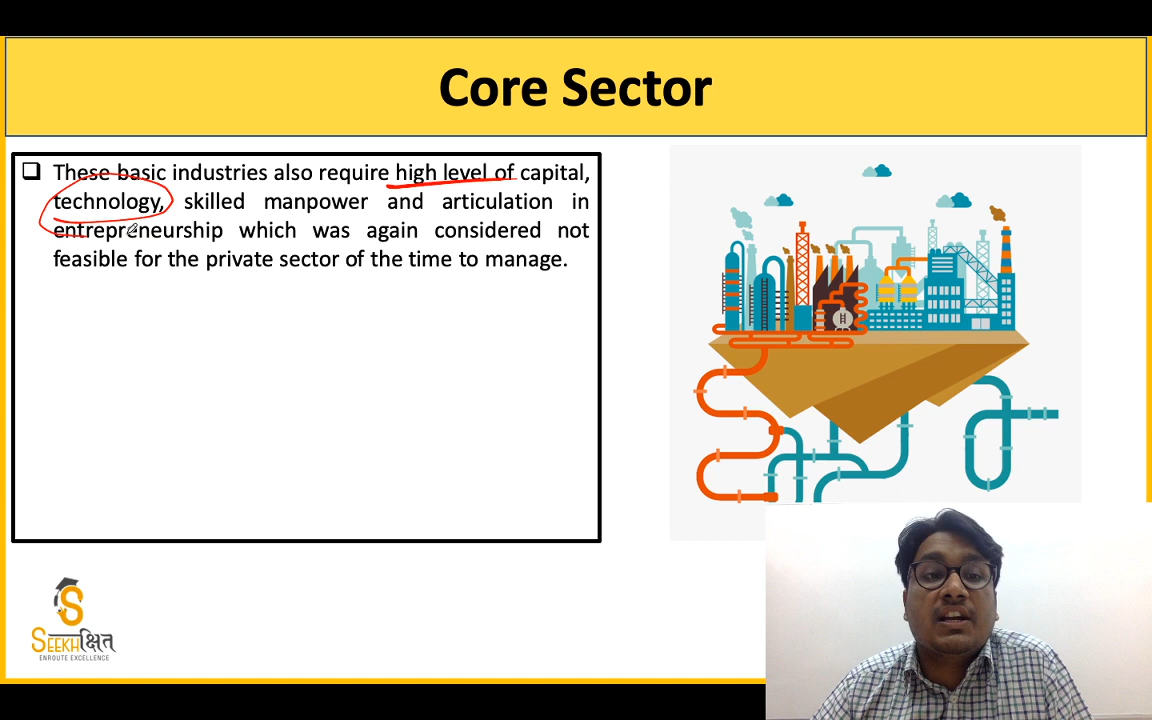 Core Sector
These basic industries also require high level of capital,
technology, skilled manpower and articulation in
entrepreneurship which was again considered not
feasible for the private sector of the time to manage.
S
SEEKHक्षित
ENROUTE EXCELLENCE